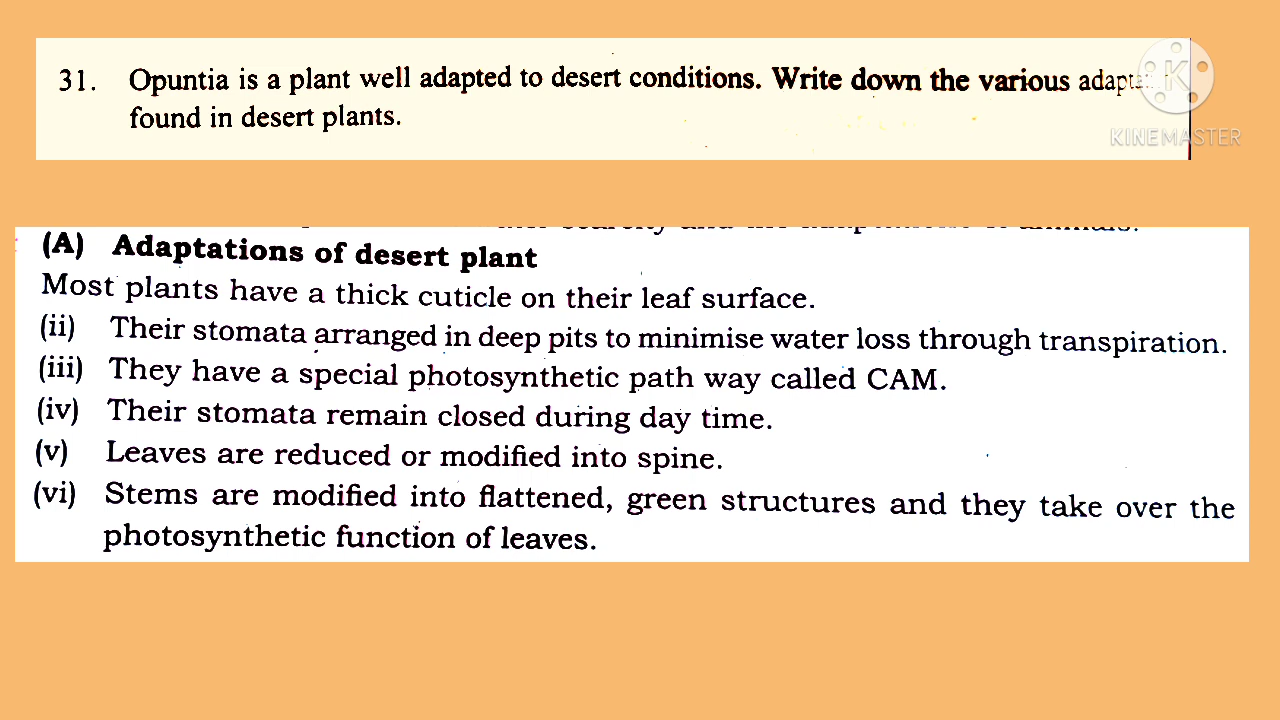 31. Opuntia is a plant well adapted to desert conditions. Write down the various
found in desert plants.
KINEMASTER
(A) Adaptations of desert plant
Most plants have a thick cuticle on their leaf surface.
(ii) Their stomata arranged in deep pits to minimise water loss through transpiration.
(iii) They have a special photosynthetic path way called CAM.
(iv) Their stomata remain closed during day time.
(v) Leaves are reduced or modified into spine.
(vi) Stems are modified into flattened, green structures and they take over the
photosynthetic function of leaves.